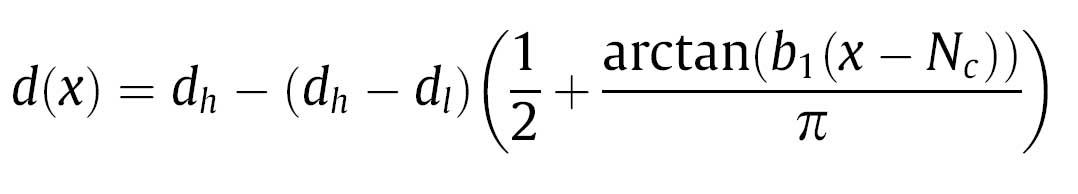 d(x) = d_h − (d_h − d_l)(1/2 + arctan(b_1(x − N_c))/π)